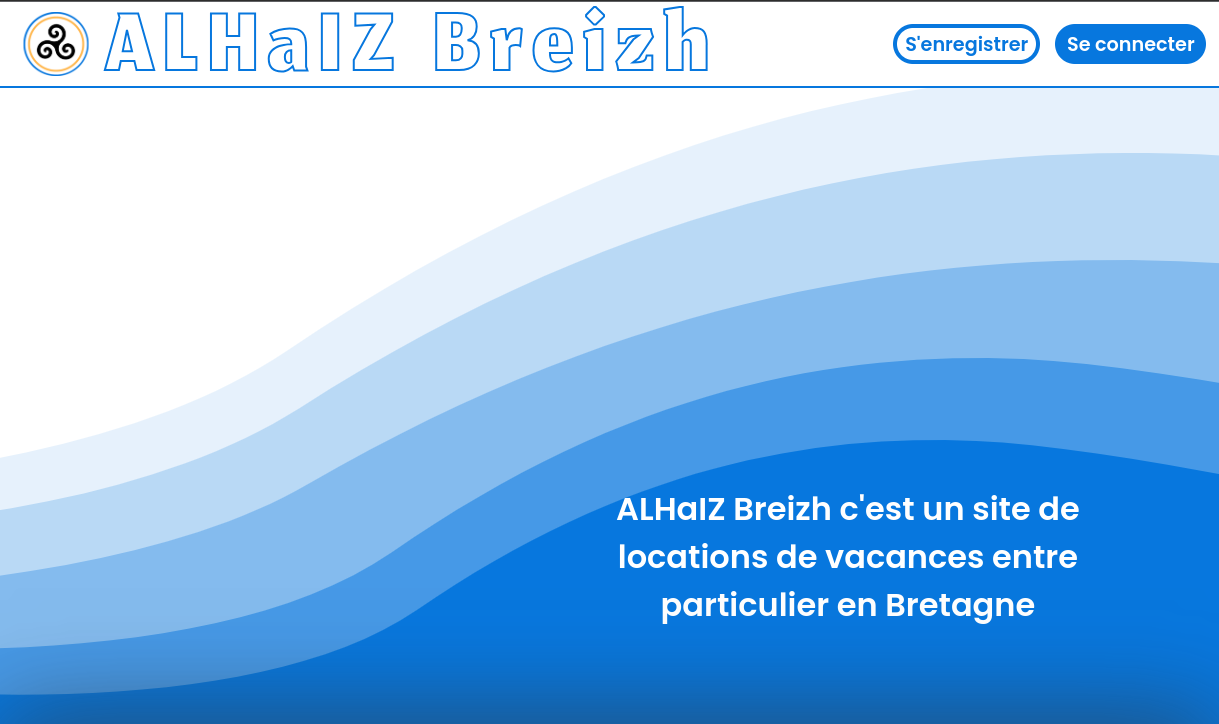 ALHaIZ Breizh
S'enregistrer
Se connecter
ALHaIZ Breizh c'est un site de
locations de vacances entre
particulier en Bretagne